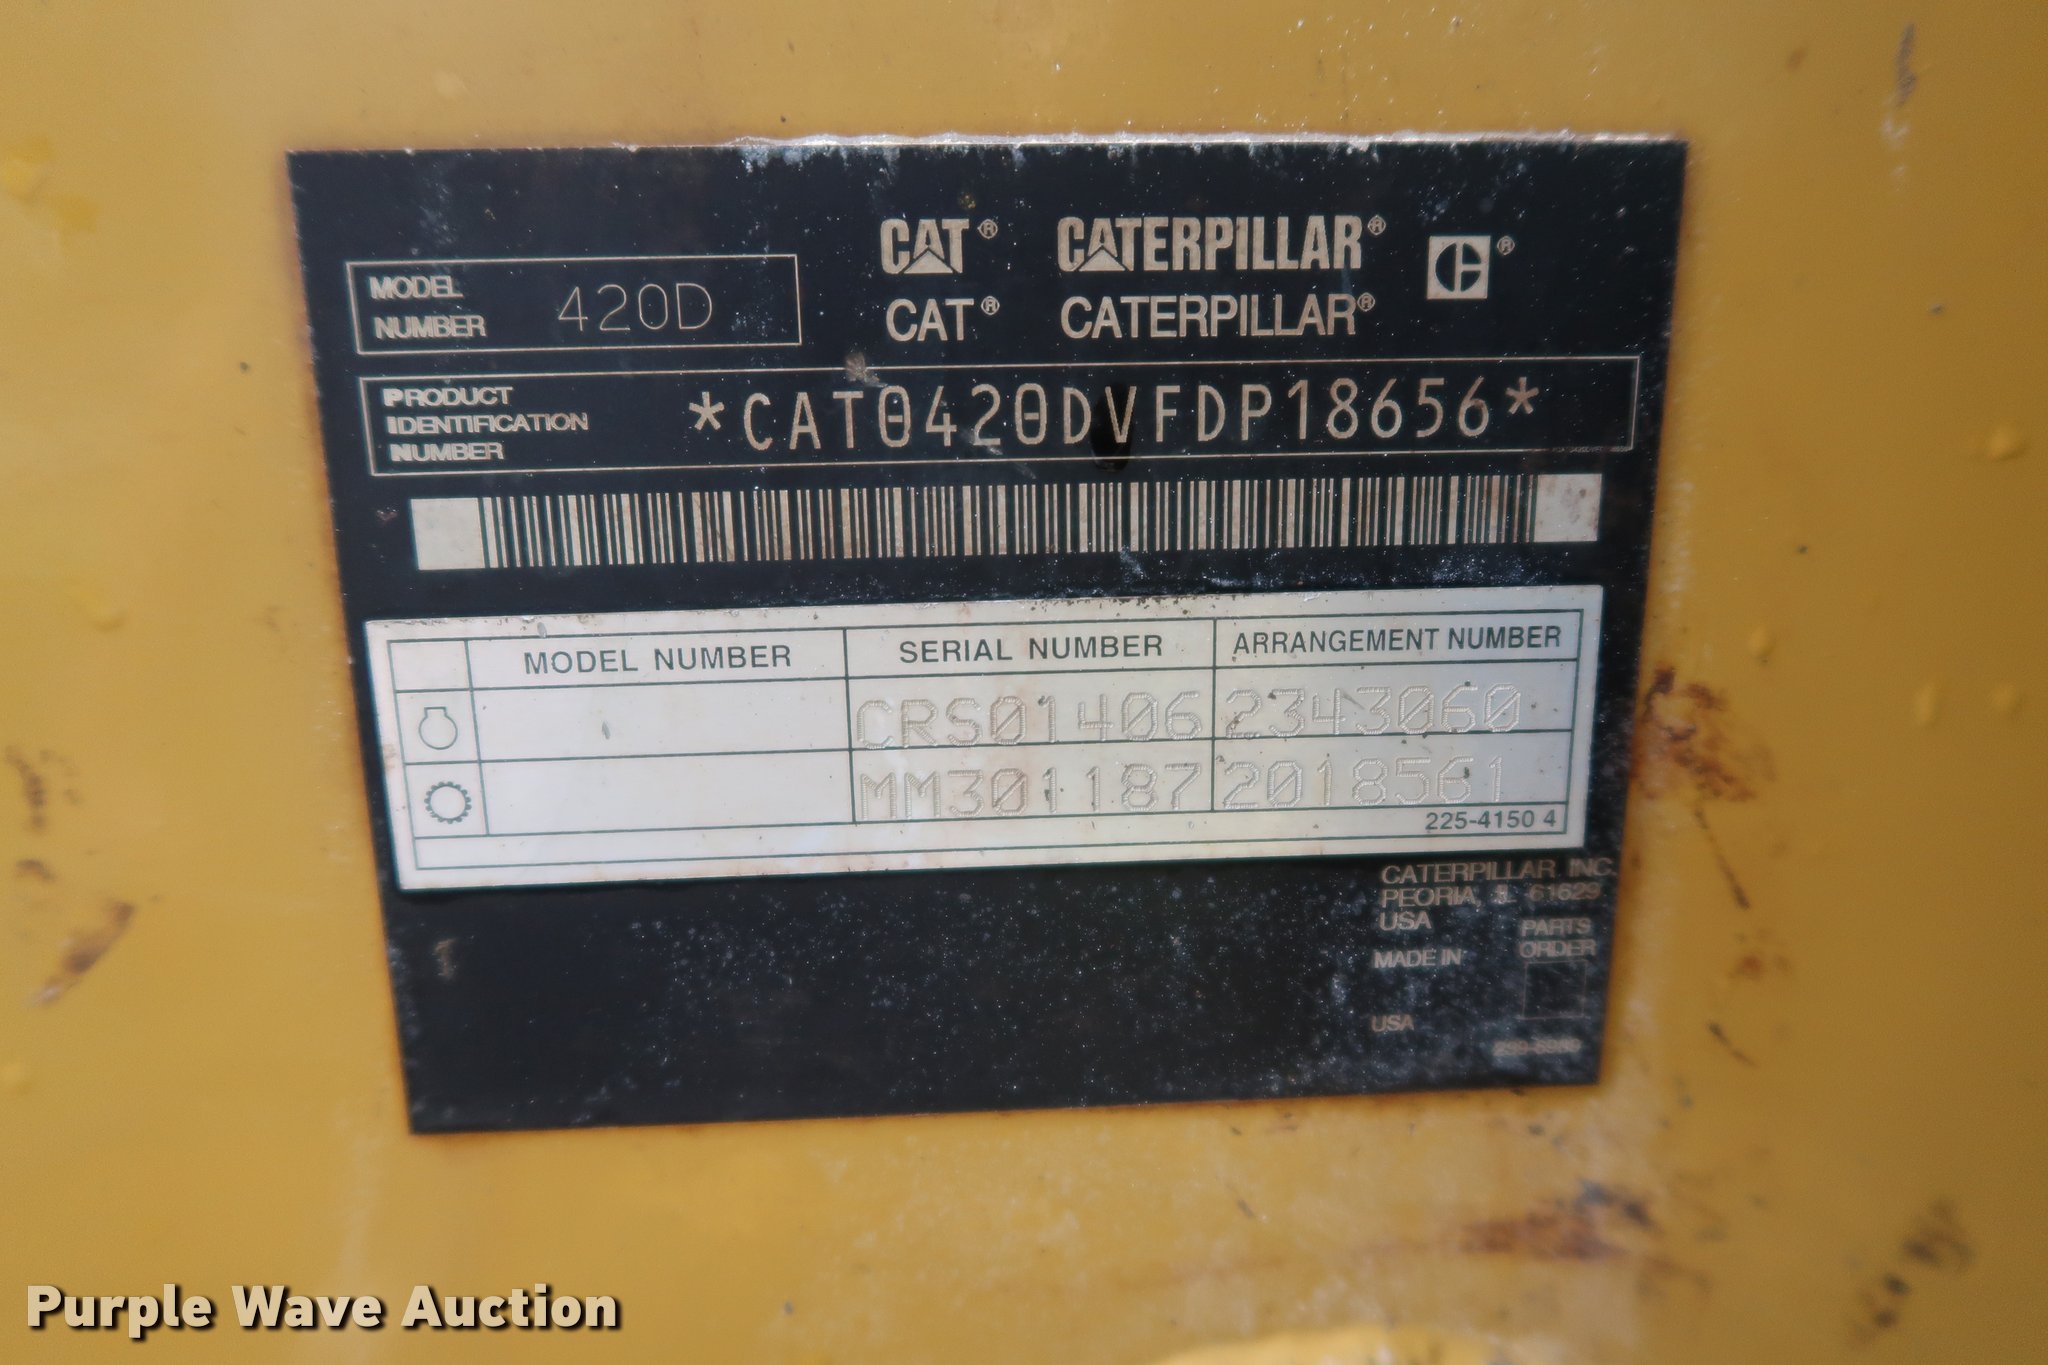 CAT® CATERPILLAR® ®
CAT® CATERPILLAR®
MODEL
NUMBER 420D
PRODUCT
IDENTIFICATION
NUMBER
*CAT0420DVFDP18656*
MODEL NUMBER SERIAL NUMBER ARRANGEMENT NUMBER
CRS01406 2343060
MM301187 2018561
225-4150 4
CATERPILLAR INC.
PEORIA, 61629
USA
PARTS
ORDER
MADE IN
USA
Purple Wave Auction